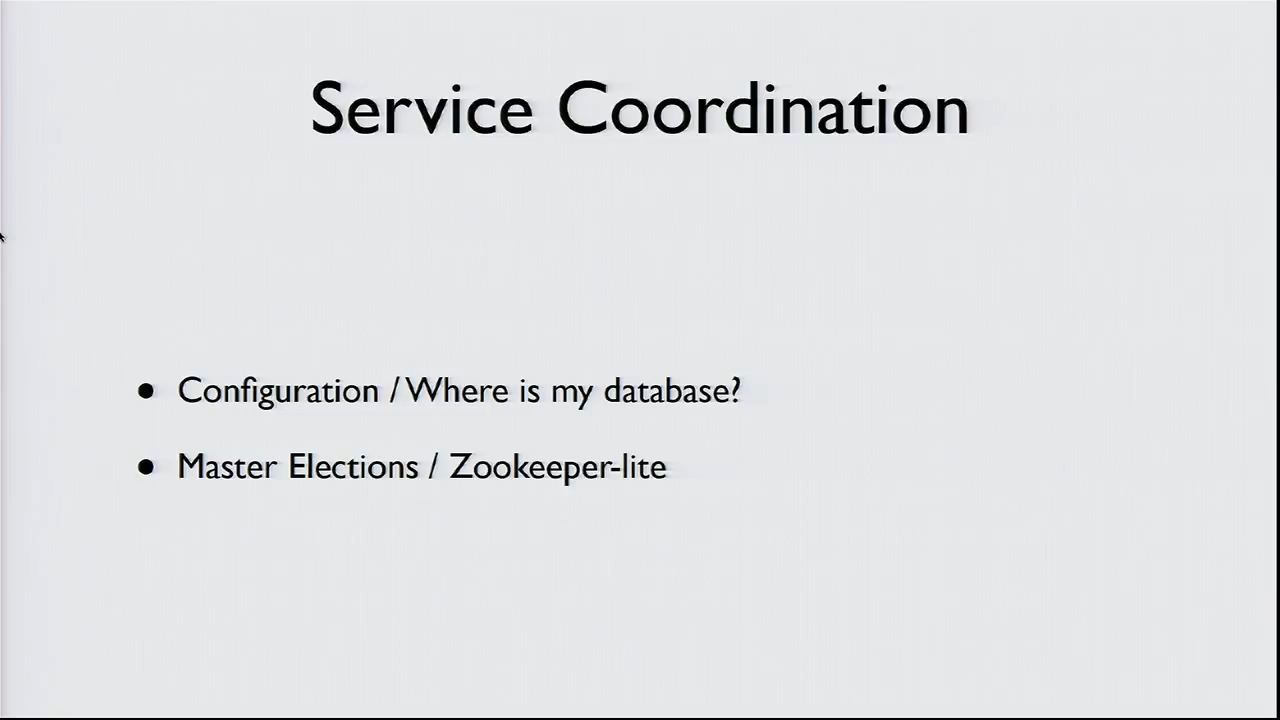 Service Coordination
• Configuration / Where is my database?
• Master Elections / Zookeeper-lite